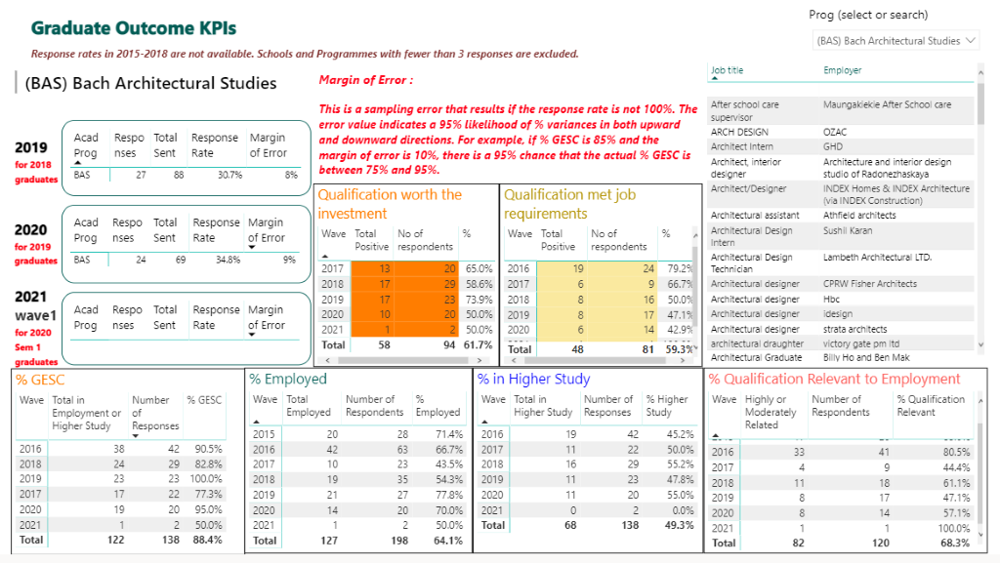 Graduate Outcome KPIs
Response rates in 2015-2018 are not available. Schools and Programmes with fewer than 3 responses are excluded.
Prog (select or search)
(BAS) Bach Architectural Studies
(BAS) Bach Architectural Studies
2019
for 2018
graduates
Acad Respo Total Response Margin
Prog nses Sent Rate of Error
BAS 27 88 30.7% 8%
2020
for 2019
graduates
Acad Respo Total Response Margin
Prog nses Sent Rate of Error
BAS 24 69 34.8% 9%
2021
wave1
for 2020
Sem 1
graduates
Acad Respo Total Response Margin
Prog nses Sent Rate of Error
Margin of Error :
This is a sampling error that results if the response rate is not 100%. The
error value indicates a 95% likelihood of % variances in both upward
and downward directions. For example, if % GESC is 85% and the
margin of error is 10%, there is a 95% chance that the actual % GESC is
between 75% and 95%.
Qualification worth the
investment
Wave Total No of %
Positive respondents
2017 13 20 65.0%
2018 17 29 58.6%
2019 17 23 73.9%
2020 10 20 50.0%
2021 1 2 50.0%
Total 58 94 61.7%
Qualification met job
requirements
Wave Total No of %
Positive respondents
2016 19 24 79.2%
2017 6 9 66.7%
2018 8 16 50.0%
2019 8 17 47.1%
2020 6 14 42.9%
Total 48 81 59.3%
Job title Employer
After school care Maungakiekie After School care
supervisor
ARCH DESIGN OZAC
Architect Intern GHD
Architect, interior Architecture and interior design
designer studio of Radonezhaskaya
Architect/Designer INDEX Homes & INDEX Architecture
(via INDEX Construction)
Architectural assistant Athfield architects
Architectural Design Sushil Karan
Intern
Architectural Design Lambeth Architectural LTD.
Technician
Architectural designer CPRW Fisher Architects
Architectural designer Hbc
Architectural designer idesign
Architectural designer strata architects
architectural draughter victory gate pm ltd
Architectural Graduate Billy Ho and Ben Mak
% GESC
Wave Total in Number % GESC
Employment or of
Higher Study Responses
2016 38 42 90.5%
2018 24 29 82.8%
2019 23 23 100.0%
2017 17 22 77.3%
2020 19 20 95.0%
2021 1 2 50.0%
Total 122 138 88.4%
% Employed
Wave Total Number of %
Employed Respondents Employed
2015 20 28 71.4%
2016 42 63 66.7%
2017 10 23 43.5%
2018 19 35 54.3%
2019 21 27 77.8%
2020 14 20 70.0%
2021 1 2 50.0%
Total 127 198 64.1%
% in Higher Study
Wave Total in Number of % Higher
Higher Study Responses Study
2016 19 42 45.2%
2017 11 22 50.0%
2018 16 29 55.2%
2019 11 23 47.8%
2020 11 20 55.0%
2021 0 2 0.0%
Total 68 138 49.3%
% Qualification Relevant to Employment
Wave Highly or Number of % Qualification
Moderately Respondents Relevant
Related
2016 33 41 80.5%
2017 4 9 44.4%
2018 11 18 61.1%
2019 8 17 47.1%
2020 8 14 57.1%
2021 1 1 100.0%
Total 82 120 68.3%